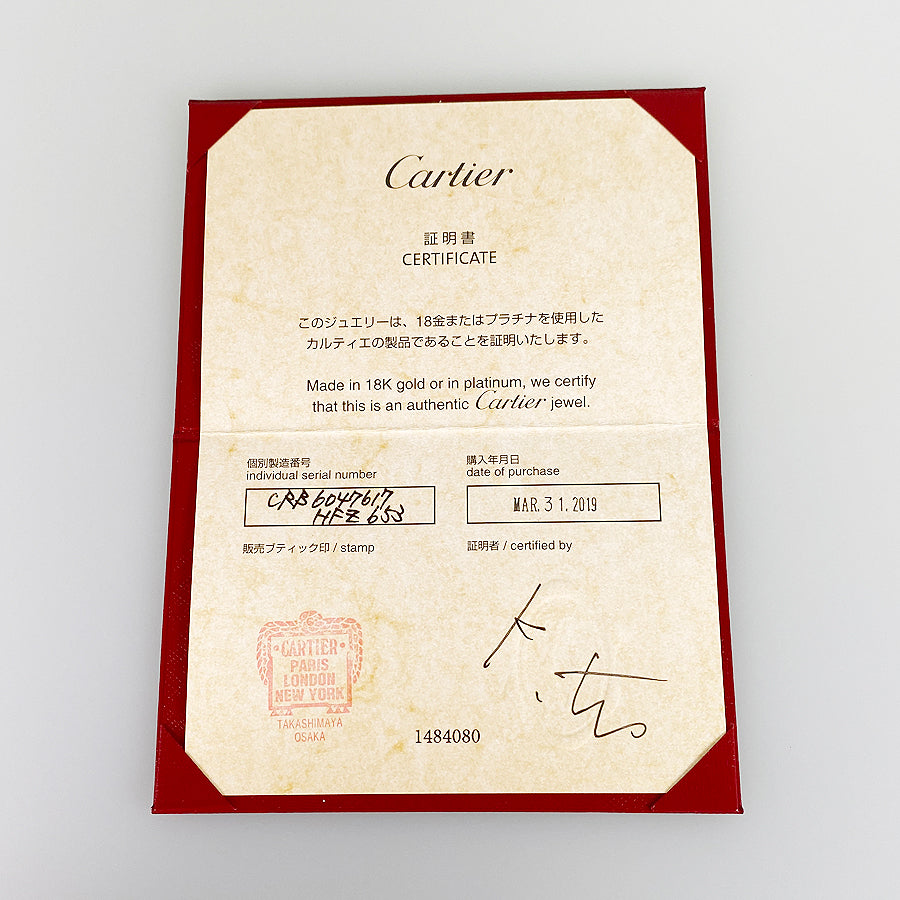 Cartier
証明書
CERTIFICATE
このジュエリーは、18金またはプラチナを使用した
カルティエの製品であることを証明いたします。
Made in 18K gold or in platinum, we certify
that this is an authentic Cartier jewel.
個別製造番号
individual serial number
CRB6047617
HFZ653
購入年月日
date of purchase
MAR. 31. 2019
販売ブティック印 / stamp
証明者 / certified by
·CARTIER·
PARIS
LONDON
NEW YORK
TAKASHIMAYA
OSAKA
1484080